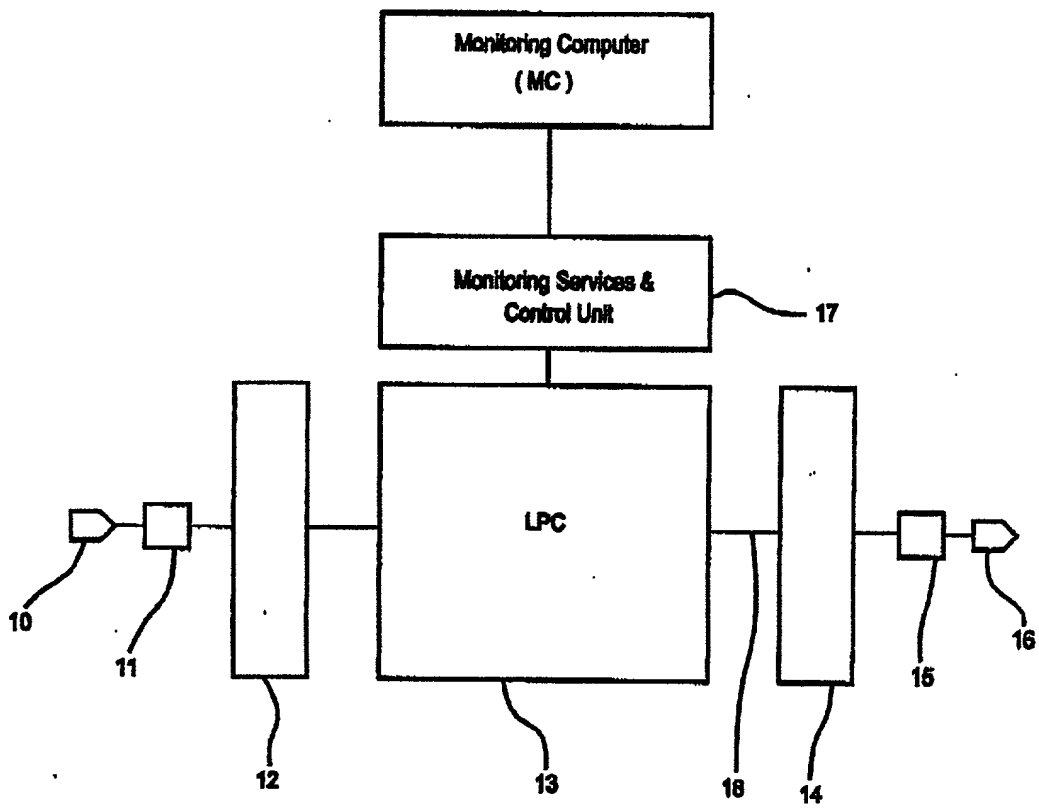 Monitoring Computer
( MC )
Monitoring Services &
Control Unit
17
LPC
10
11
12
13
18
14
15
16